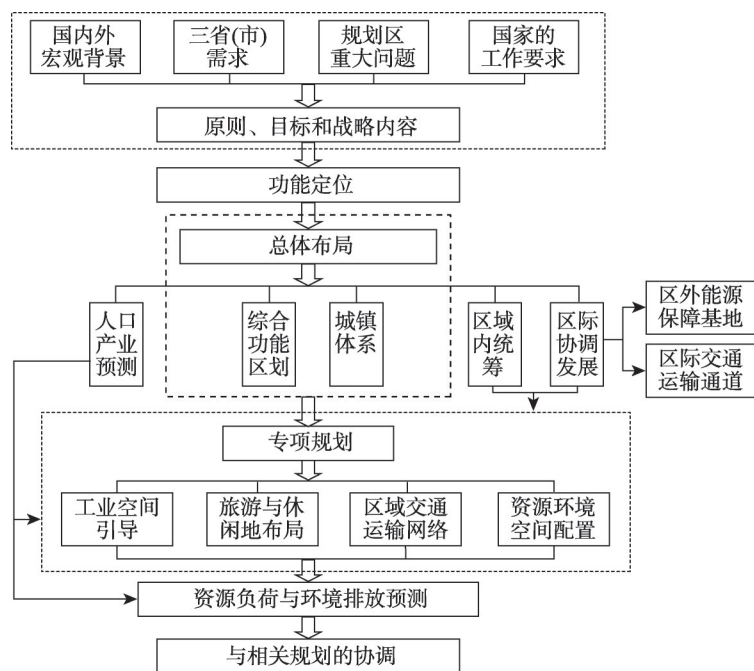 国内外
宏观背景
三省(市)
需求
规划区
重大问题
国家的
工作要求
原则、目标和战略内容
功能定位
总体布局
人口
产业
预测
综合
功能
区划
城镇
体系
区域
内统
筹
区际
协调
发展
区外能源
保障基地
区际交通
运输通道
专项规划
工业空间
引导
旅游与休
闲地布局
区域交通
运输网络
资源环境
空间配置
资源负荷与环境排放预测
与相关规划的协调